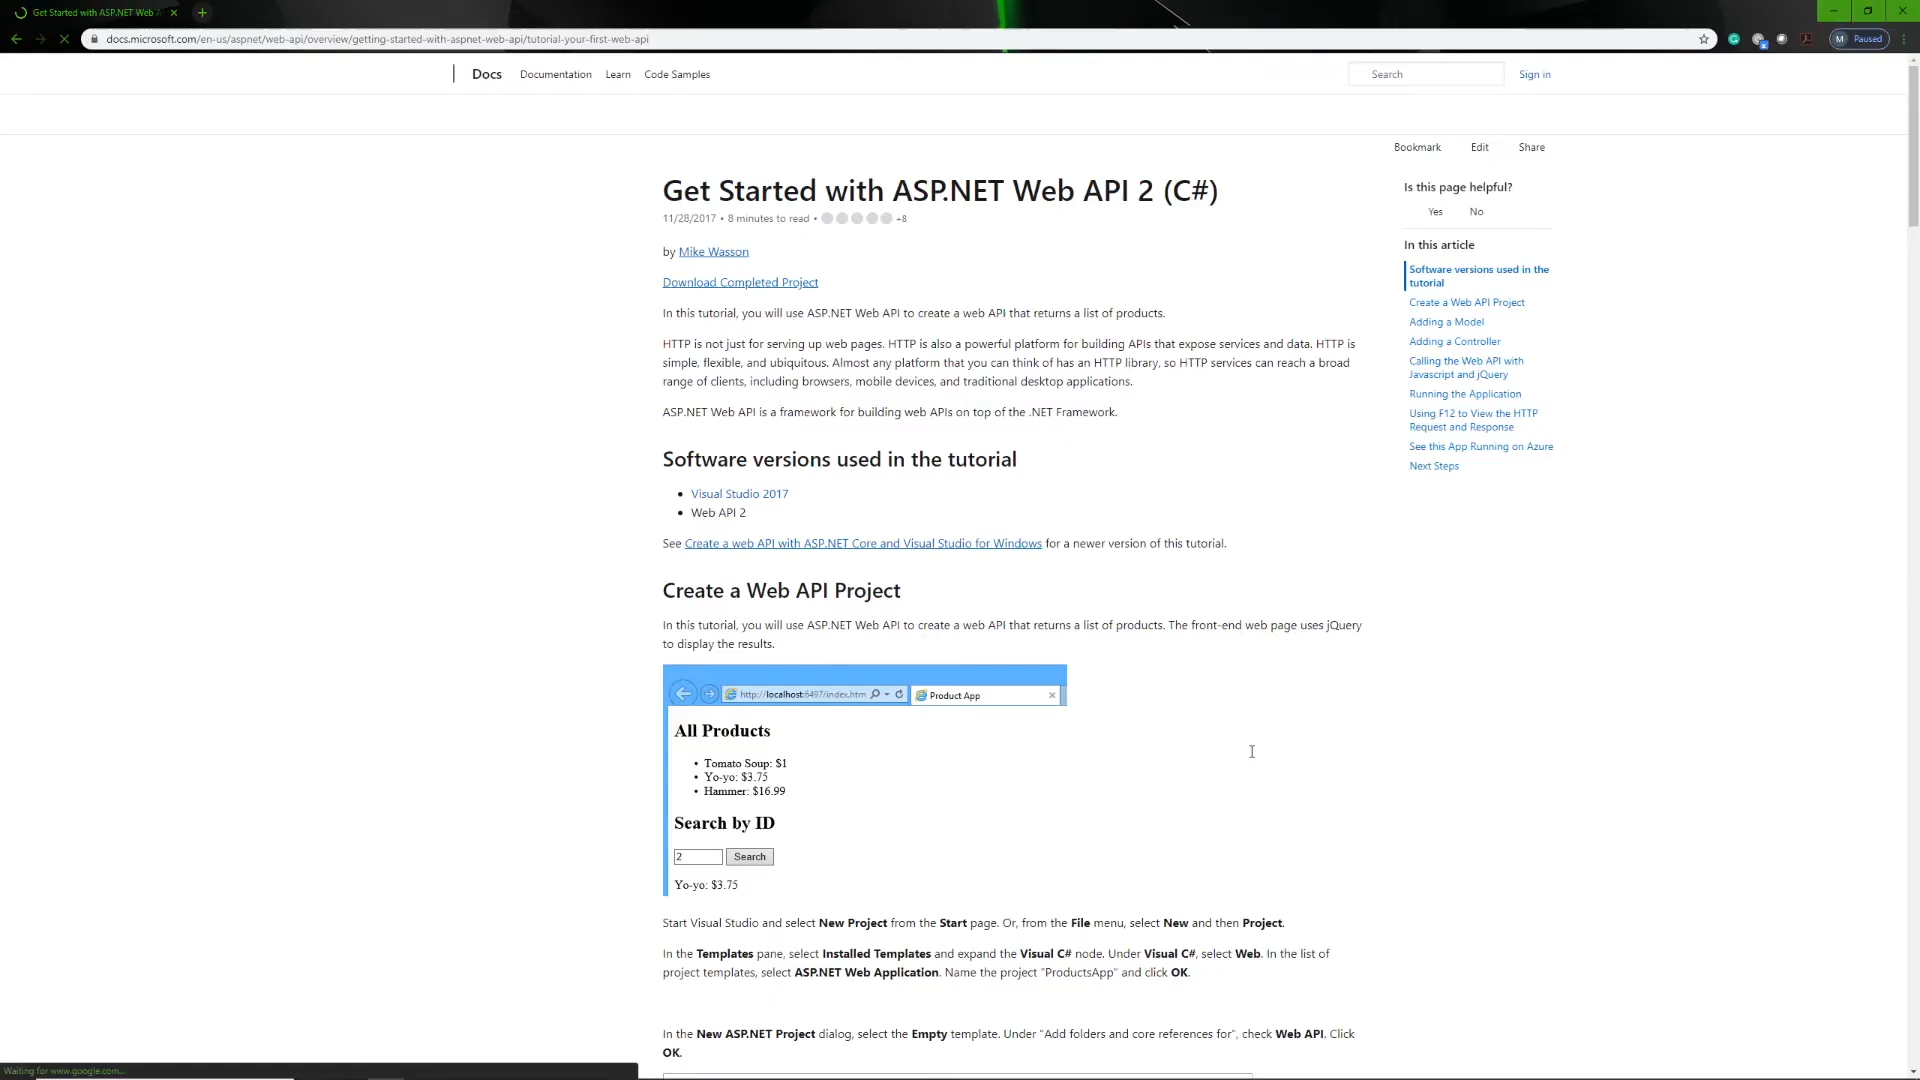 Get Started with ASP.NET Web A
docs.microsoft.com/en-us/aspnet/web-api/overview/getting-started-with-aspnet-web-api/tutorial-your-first-web-api
M Paused
Docs Documentation Learn Code Samples
Search
Sign in
Bookmark Edit Share
Get Started with ASP.NET Web API 2 (C#)
11/28/2017 • 8 minutes to read • +8
by Mike Wasson
Download Completed Project
In this tutorial, you will use ASP.NET Web API to create a web API that returns a list of products.
HTTP is not just for serving up web pages. HTTP is also a powerful platform for building APIs that expose services and data. HTTP is
simple, flexible, and ubiquitous. Almost any platform that you can think of has an HTTP library, so HTTP services can reach a broad
range of clients, including browsers, mobile devices, and traditional desktop applications.
ASP.NET Web API is a framework for building web APIs on top of the .NET Framework.
Software versions used in the tutorial
• Visual Studio 2017
• Web API 2
See Create a web API with ASP.NET Core and Visual Studio for Windows for a newer version of this tutorial.
Create a Web API Project
In this tutorial, you will use ASP.NET Web API to create a web API that returns a list of products. The front-end web page uses jQuery
to display the results.
http://localhost:6497/index.htm
Product App
All Products
• Tomato Soup: $1
• Yo-yo: $3.75
• Hammer: $16.99
Search by ID
2 Search
Yo-yo: $3.75
Start Visual Studio and select New Project from the Start page. Or, from the File menu, select New and then Project.
In the Templates pane, select Installed Templates and expand the Visual C# node. Under Visual C#, select Web. In the list of
project templates, select ASP.NET Web Application. Name the project "ProductsApp" and click OK.
In the New ASP.NET Project dialog, select the Empty template. Under "Add folders and core references for", check Web API. Click
OK.
Is this page helpful?
Yes No
In this article
Software versions used in the
tutorial
Create a Web API Project
Adding a Model
Adding a Controller
Calling the Web API with
Javascript and jQuery
Running the Application
Using F12 to View the HTTP
Request and Response
See this App Running on Azure
Next Steps
Waiting for www.google.com...